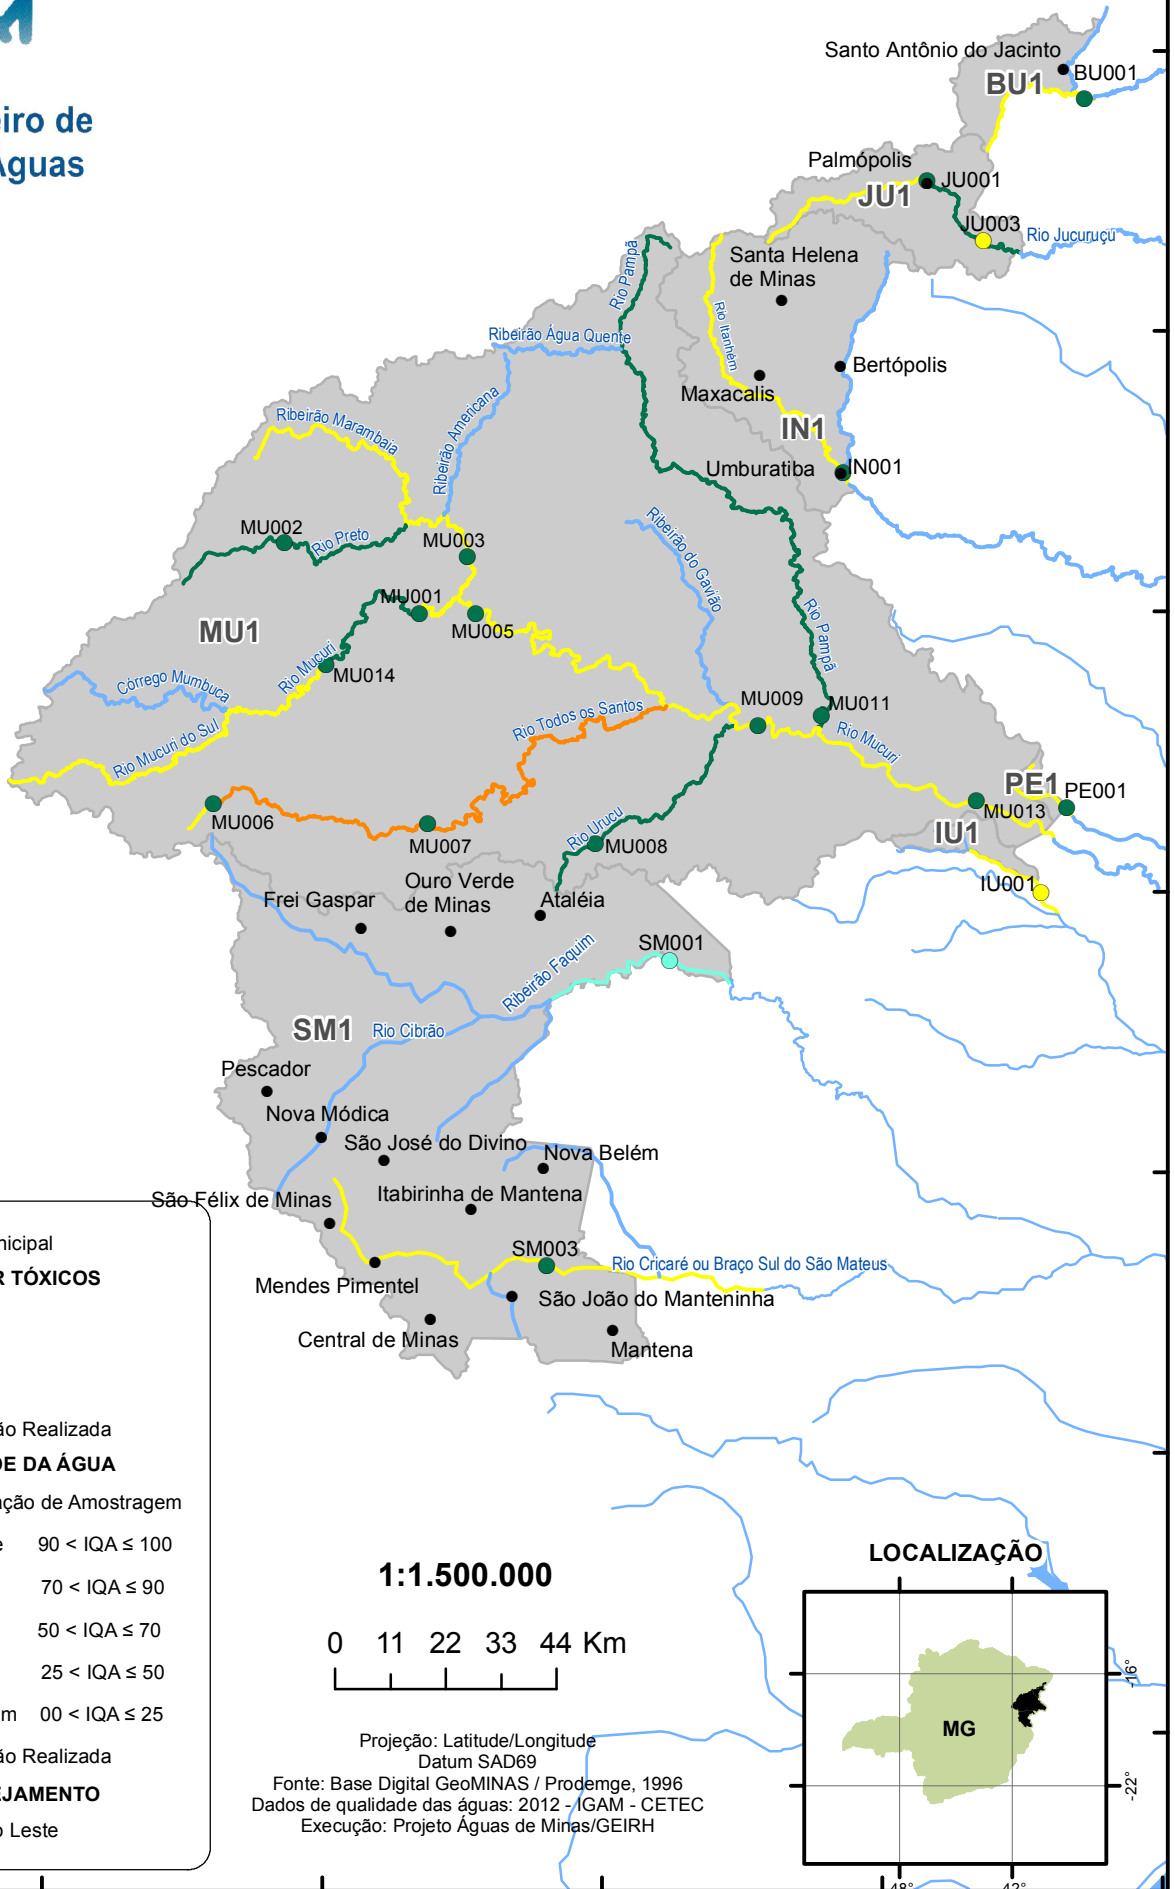 eiro de
Águas
Santo Antônio do Jacinto
BU001
BU1
Palmópolis
JU001
JU1
JU003
Rio Jucuruçu
Santa Helena
de Minas
Rio Pampã
Rio Itanhém
Ribeirão Água Quente
Bertópolis
Maxacalis
Ribeirão Americana
Ribeirão Marambaia
IN1
Umburatiba
IN001
MU002
Rio Preto
MU003
Ribeirão do Gavião
MU001
MU005
Rio Pampã
MU1
Rio Mucuri
MU014
Córrego Mumbuca
MU009
MU011
Rio Todos os Santos
Rio Mucuri
Rio Mucuri do Sul
PE1
PE001
MU006
MU013
IU1
MU007
Rio Urucu
MU008
IU001
Frei Gaspar
Ouro Verde
de Minas
Ataléia
SM001
Ribeirão Faquim
SM1
Rio Cibrão
Pescador
Nova Módica
São José do Divino
Nova Belém
São Félix de Minas
Itabirinha de Mantena
SM003
Rio Cricaré ou Braço Sul do São Mateus
Mendes Pimentel
São João do Manteninha
Central de Minas
Mantena
nicipal
R TÓXICOS
ão Realizada
DE DA ÁGUA
ação de Amostragem
e 90 < IQA ≤ 100
70 < IQA ≤ 90
50 < IQA ≤ 70
25 < IQA ≤ 50
m 00 < IQA ≤ 25
ão Realizada
EJAMENTO
o Leste
1:1.500.000
0 11 22 33 44 Km
Projeção: Latitude/Longitude
Datum SAD69
Fonte: Base Digital GeoMINAS / Prodemge, 1996
Dados de qualidade das águas: 2012 - IGAM - CETEC
Execução: Projeto Águas de Minas/GEIRH
LOCALIZAÇÃO
MG
-16°
-22°